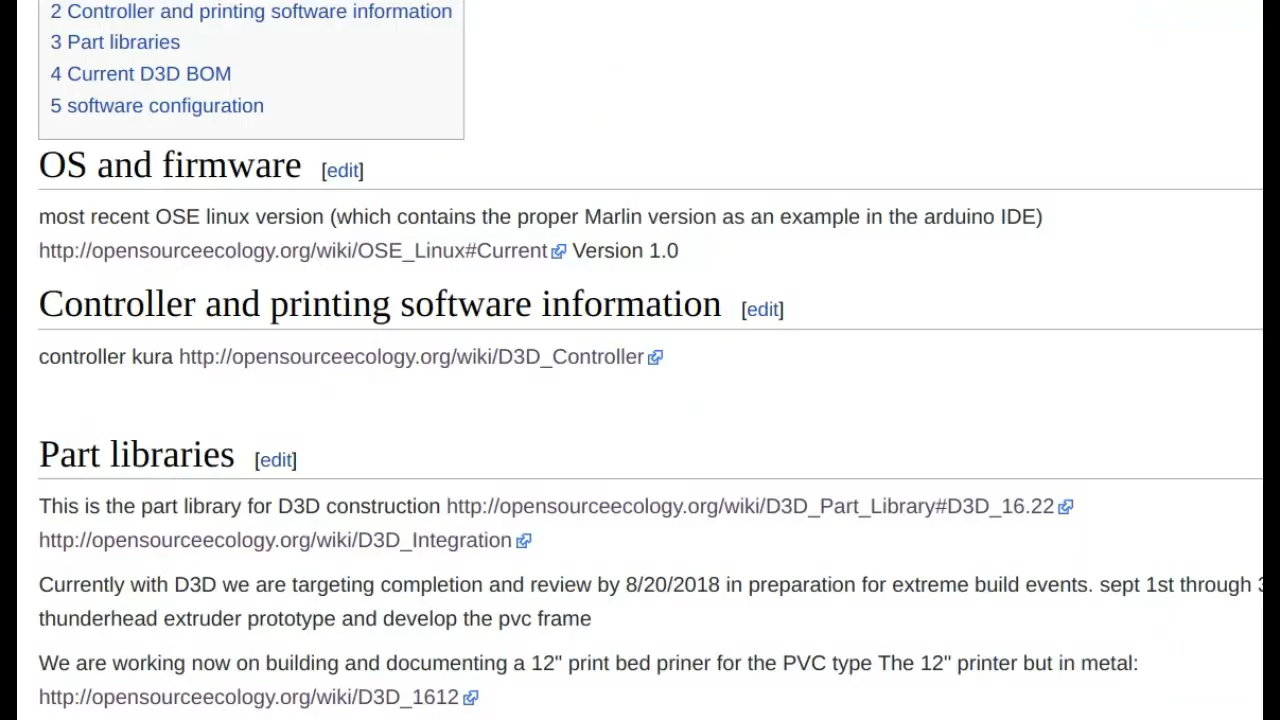 2 Controller and printing software information
3 Part libraries
4 Current D3D BOM
5 software configuration
OS and firmware [edit]
most recent OSE linux version (which contains the proper Marlin version as an example in the arduino IDE)
http://opensourceecology.org/wiki/OSE_Linux#Current Version 1.0
Controller and printing software information [edit]
controller kura http://opensourceecology.org/wiki/D3D_Controller
Part libraries [edit]
This is the part library for D3D construction http://opensourceecology.org/wiki/D3D_Part_Library#D3D_16.22
http://opensourceecology.org/wiki/D3D_Integration
Currently with D3D we are targeting completion and review by 8/20/2018 in preparation for extreme build events. sept 1st through
thunderhead extruder prototype and develop the pvc frame
We are working now on building and documenting a 12" print bed priner for the PVC type The 12" printer but in metal:
http://opensourceecology.org/wiki/D3D_1612